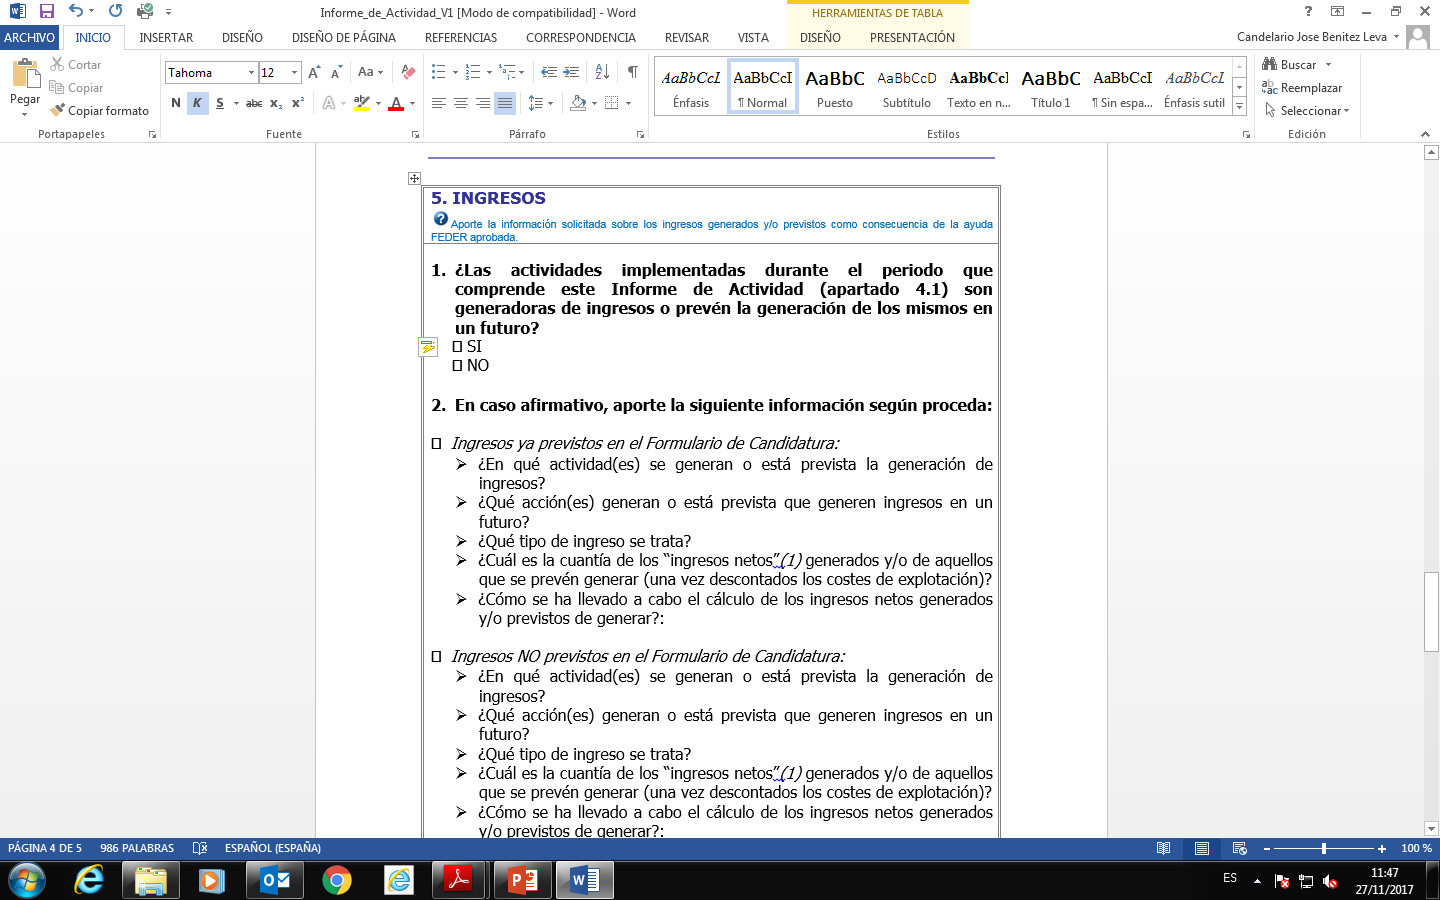 Informe_de_Actividad_V1 [Modo de compatibilidad] - Word
HERRAMIENTAS DE TABLA
ARCHIVO INICIO INSERTAR DISEÑO DISEÑO DE PÁGINA REFERENCIAS CORRESPONDENCIA REVISAR VISTA DISEÑO PRESENTACIÓN
Candelario Jose Benitez Leva
Pegar
Cortar
Copiar
Copiar formato
Portapapeles
Tahoma 12
N K S abc x₂ x²
Fuente
Párrafo
AaBbCcI AaBbCcI AaBbC AaBbCcD AaBbCcI AaBbC AaBbCcI AaBbCcI
Énfasis ¶ Normal Puesto Subtítulo Texto en n... Título 1 ¶ Sin espa... Énfasis sutil
Estilos
Buscar
Reemplazar
Seleccionar
Edición
5. INGRESOS
Aporte la información solicitada sobre los ingresos generados y/o previstos como consecuencia de la ayuda
FEDER aprobada.
1. ¿Las actividades implementadas durante el periodo que
comprende este Informe de Actividad (apartado 4.1) son
generadoras de ingresos o prevén la generación de los mismos en
un futuro?
SI
NO
2. En caso afirmativo, aporte la siguiente información según proceda:
Ingresos ya previstos en el Formulario de Candidatura:
¿En qué actividad(es) se generan o está prevista la generación de
ingresos?
¿Qué acción(es) generan o está prevista que generen ingresos en un
futuro?
¿Qué tipo de ingreso se trata?
¿Cuál es la cuantía de los “ingresos netos”(1) generados y/o de aquellos
que se prevén generar (una vez descontados los costes de explotación)?
¿Cómo se ha llevado a cabo el cálculo de los ingresos netos generados
y/o previstos de generar?:
Ingresos NO previstos en el Formulario de Candidatura:
¿En qué actividad(es) se generan o está prevista la generación de
ingresos?
¿Qué acción(es) generan o está prevista que generen ingresos en un
futuro?
¿Qué tipo de ingreso se trata?
¿Cuál es la cuantía de los “ingresos netos”(1) generados y/o de aquellos
que se prevén generar (una vez descontados los costes de explotación)?
¿Cómo se ha llevado a cabo el cálculo de los ingresos netos generados
y/o previstos de generar?:
PÁGINA 4 DE 5 986 PALABRAS ESPAÑOL (ESPAÑA) 100 %
ES
11:47
27/11/2017